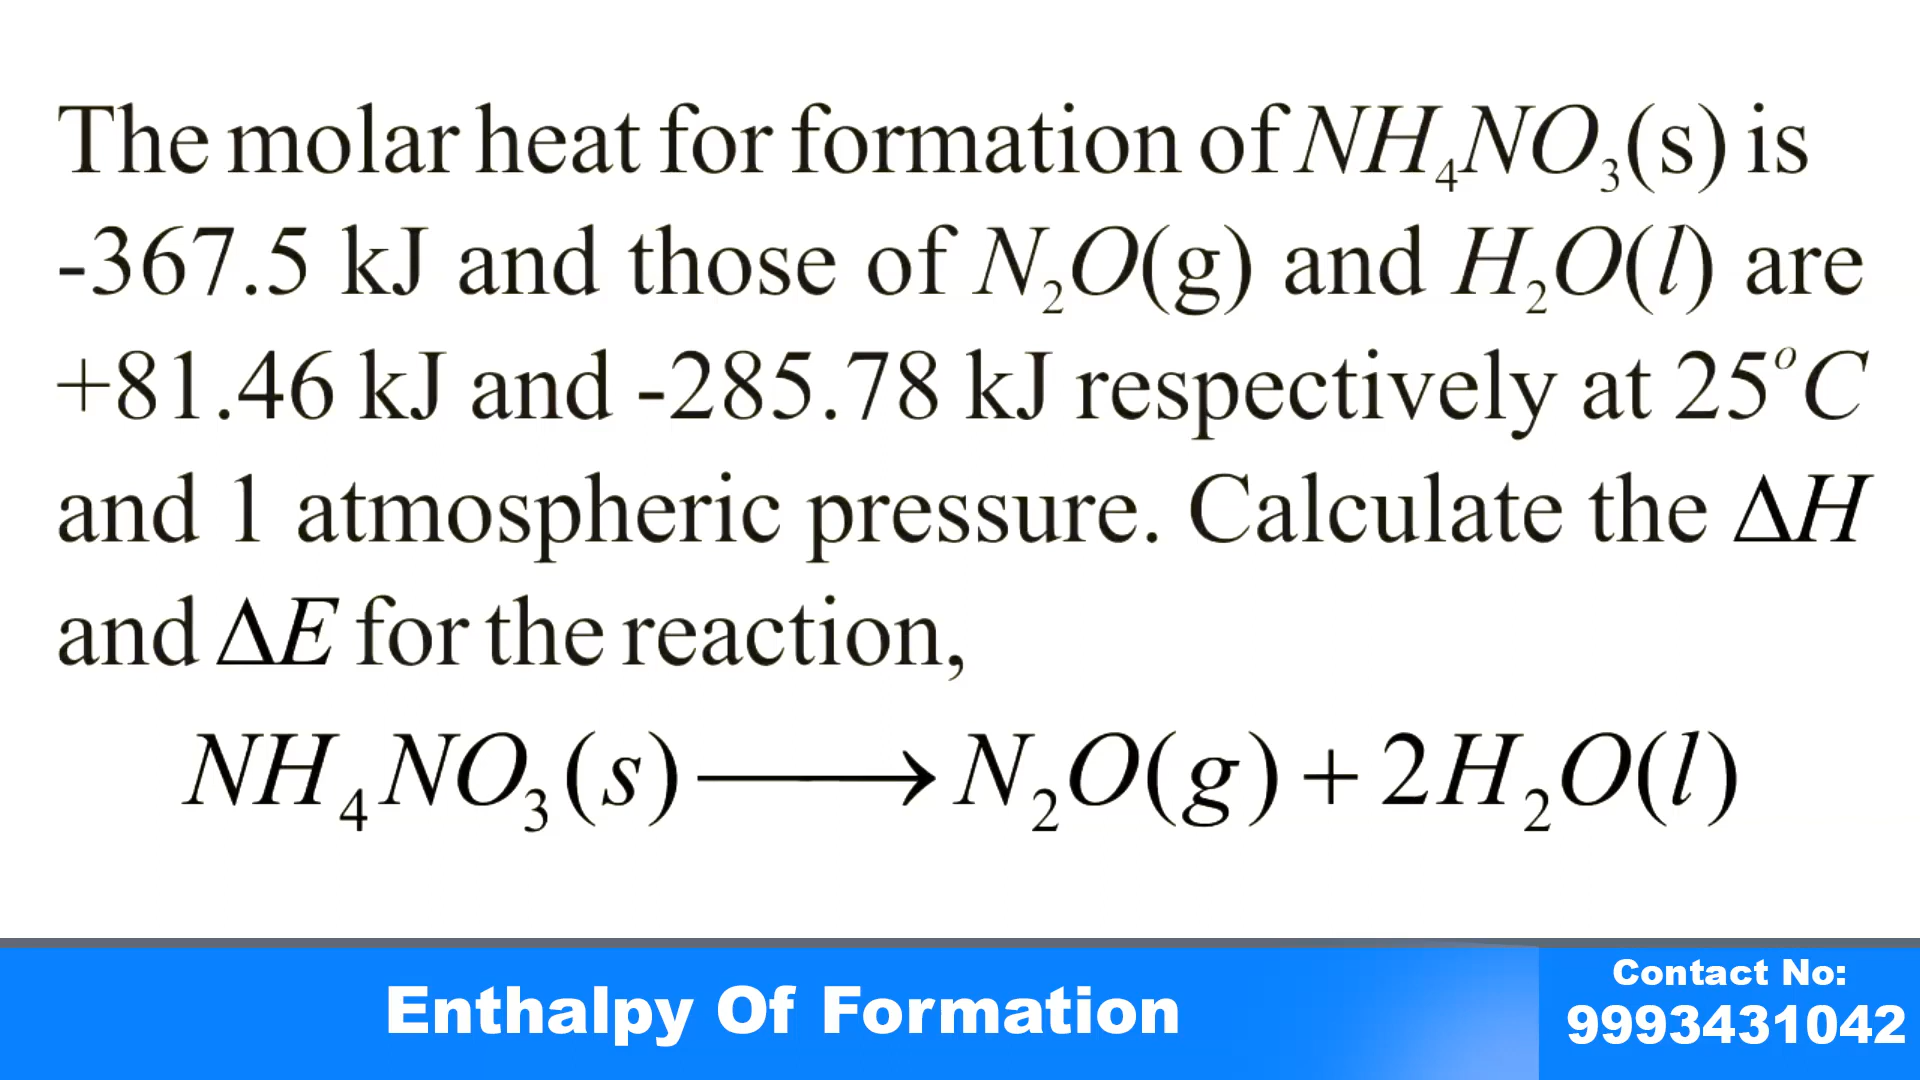 The molar heat for formation of NH₄NO₃(s) is
-367.5 kJ and those of N₂O(g) and H₂O(l) are
+81.46 kJ and -285.78 kJ respectively at 25°C
and 1 atmospheric pressure. Calculate the ΔH
and ΔE for the reaction,
NH₄NO₃(s) ⟶ N₂O(g) + 2H₂O(l)
Enthalpy Of Formation
Contact No:
9993431042